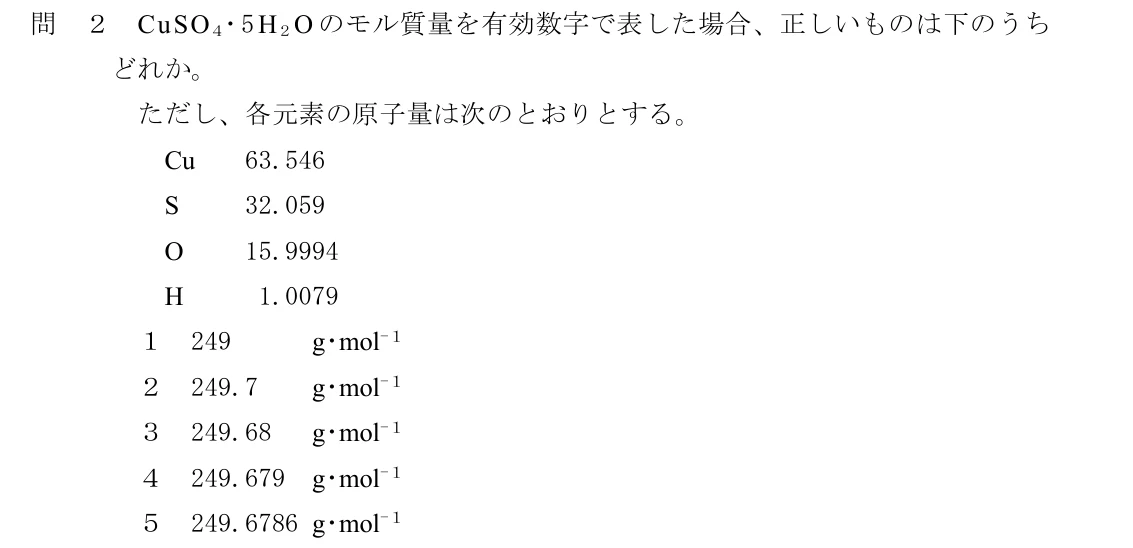 問　２　CuSO₄・5H₂Oのモル質量を有効数字で表した場合、正しいものは下のうち
どれか。
ただし、各元素の原子量は次のとおりとする。
Cu　63.546
S　32.059
O　15.9994
H　1.0079
１　249　g・mol⁻¹
２　249.7　g・mol⁻¹
３　249.68　g・mol⁻¹
４　249.679　g・mol⁻¹
５　249.6786　g・mol⁻¹